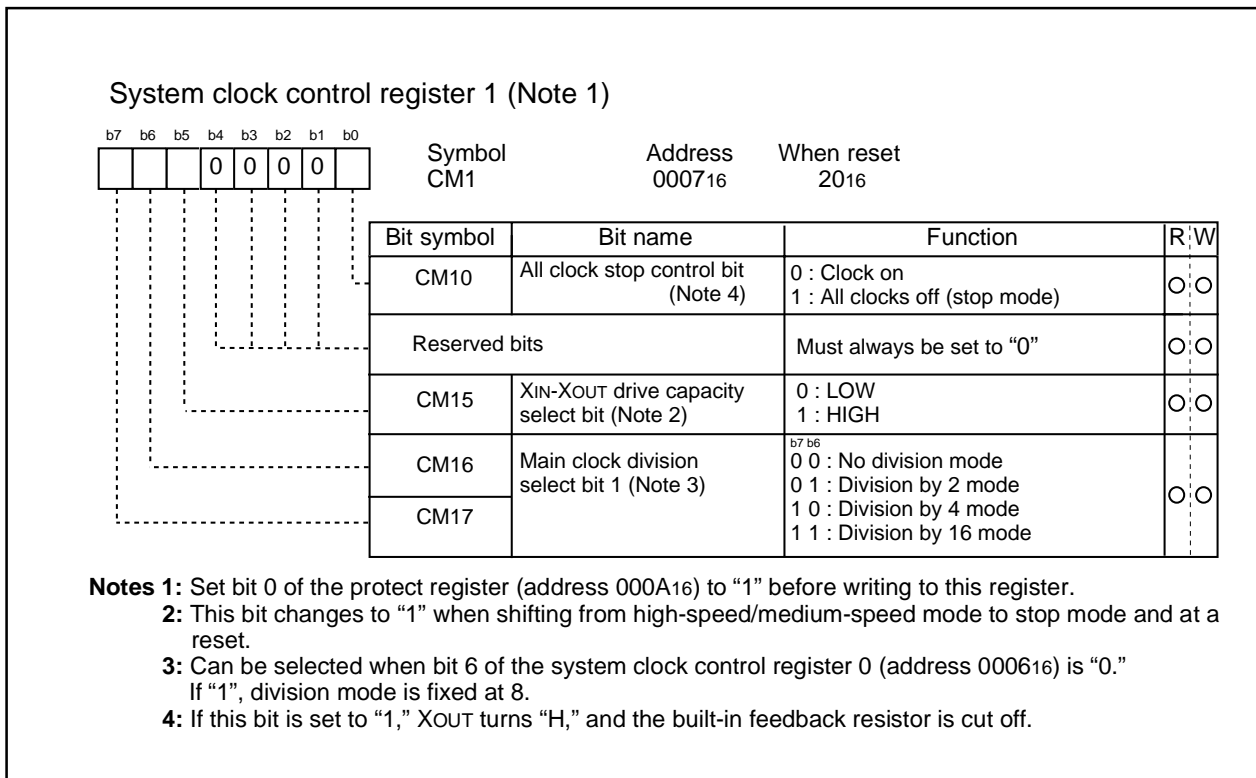 System clock control register 1 (Note 1)
b7 b6 b5 b4 b3 b2 b1 b0
0 0 0 0
Symbol Address When reset
CM1 000716 2016
Bit symbol Bit name Function R W
CM10 All clock stop control bit (Note 4) 0 : Clock on
1 : All clocks off (stop mode)
Reserved bits Must always be set to “0”
CM15 XIN-XOUT drive capacity select bit (Note 2) 0 : LOW
1 : HIGH
CM16 Main clock division select bit 1 (Note 3) b7 b6
0 0 : No division mode
0 1 : Division by 2 mode
CM17 1 0 : Division by 4 mode
1 1 : Division by 16 mode
Notes 1: Set bit 0 of the protect register (address 000A16) to “1” before writing to this register.
2: This bit changes to “1” when shifting from high-speed/medium-speed mode to stop mode and at a
reset.
3: Can be selected when bit 6 of the system clock control register 0 (address 000616) is “0.”
If “1”, division mode is fixed at 8.
4: If this bit is set to “1,” XOUT turns “H,” and the built-in feedback resistor is cut off.